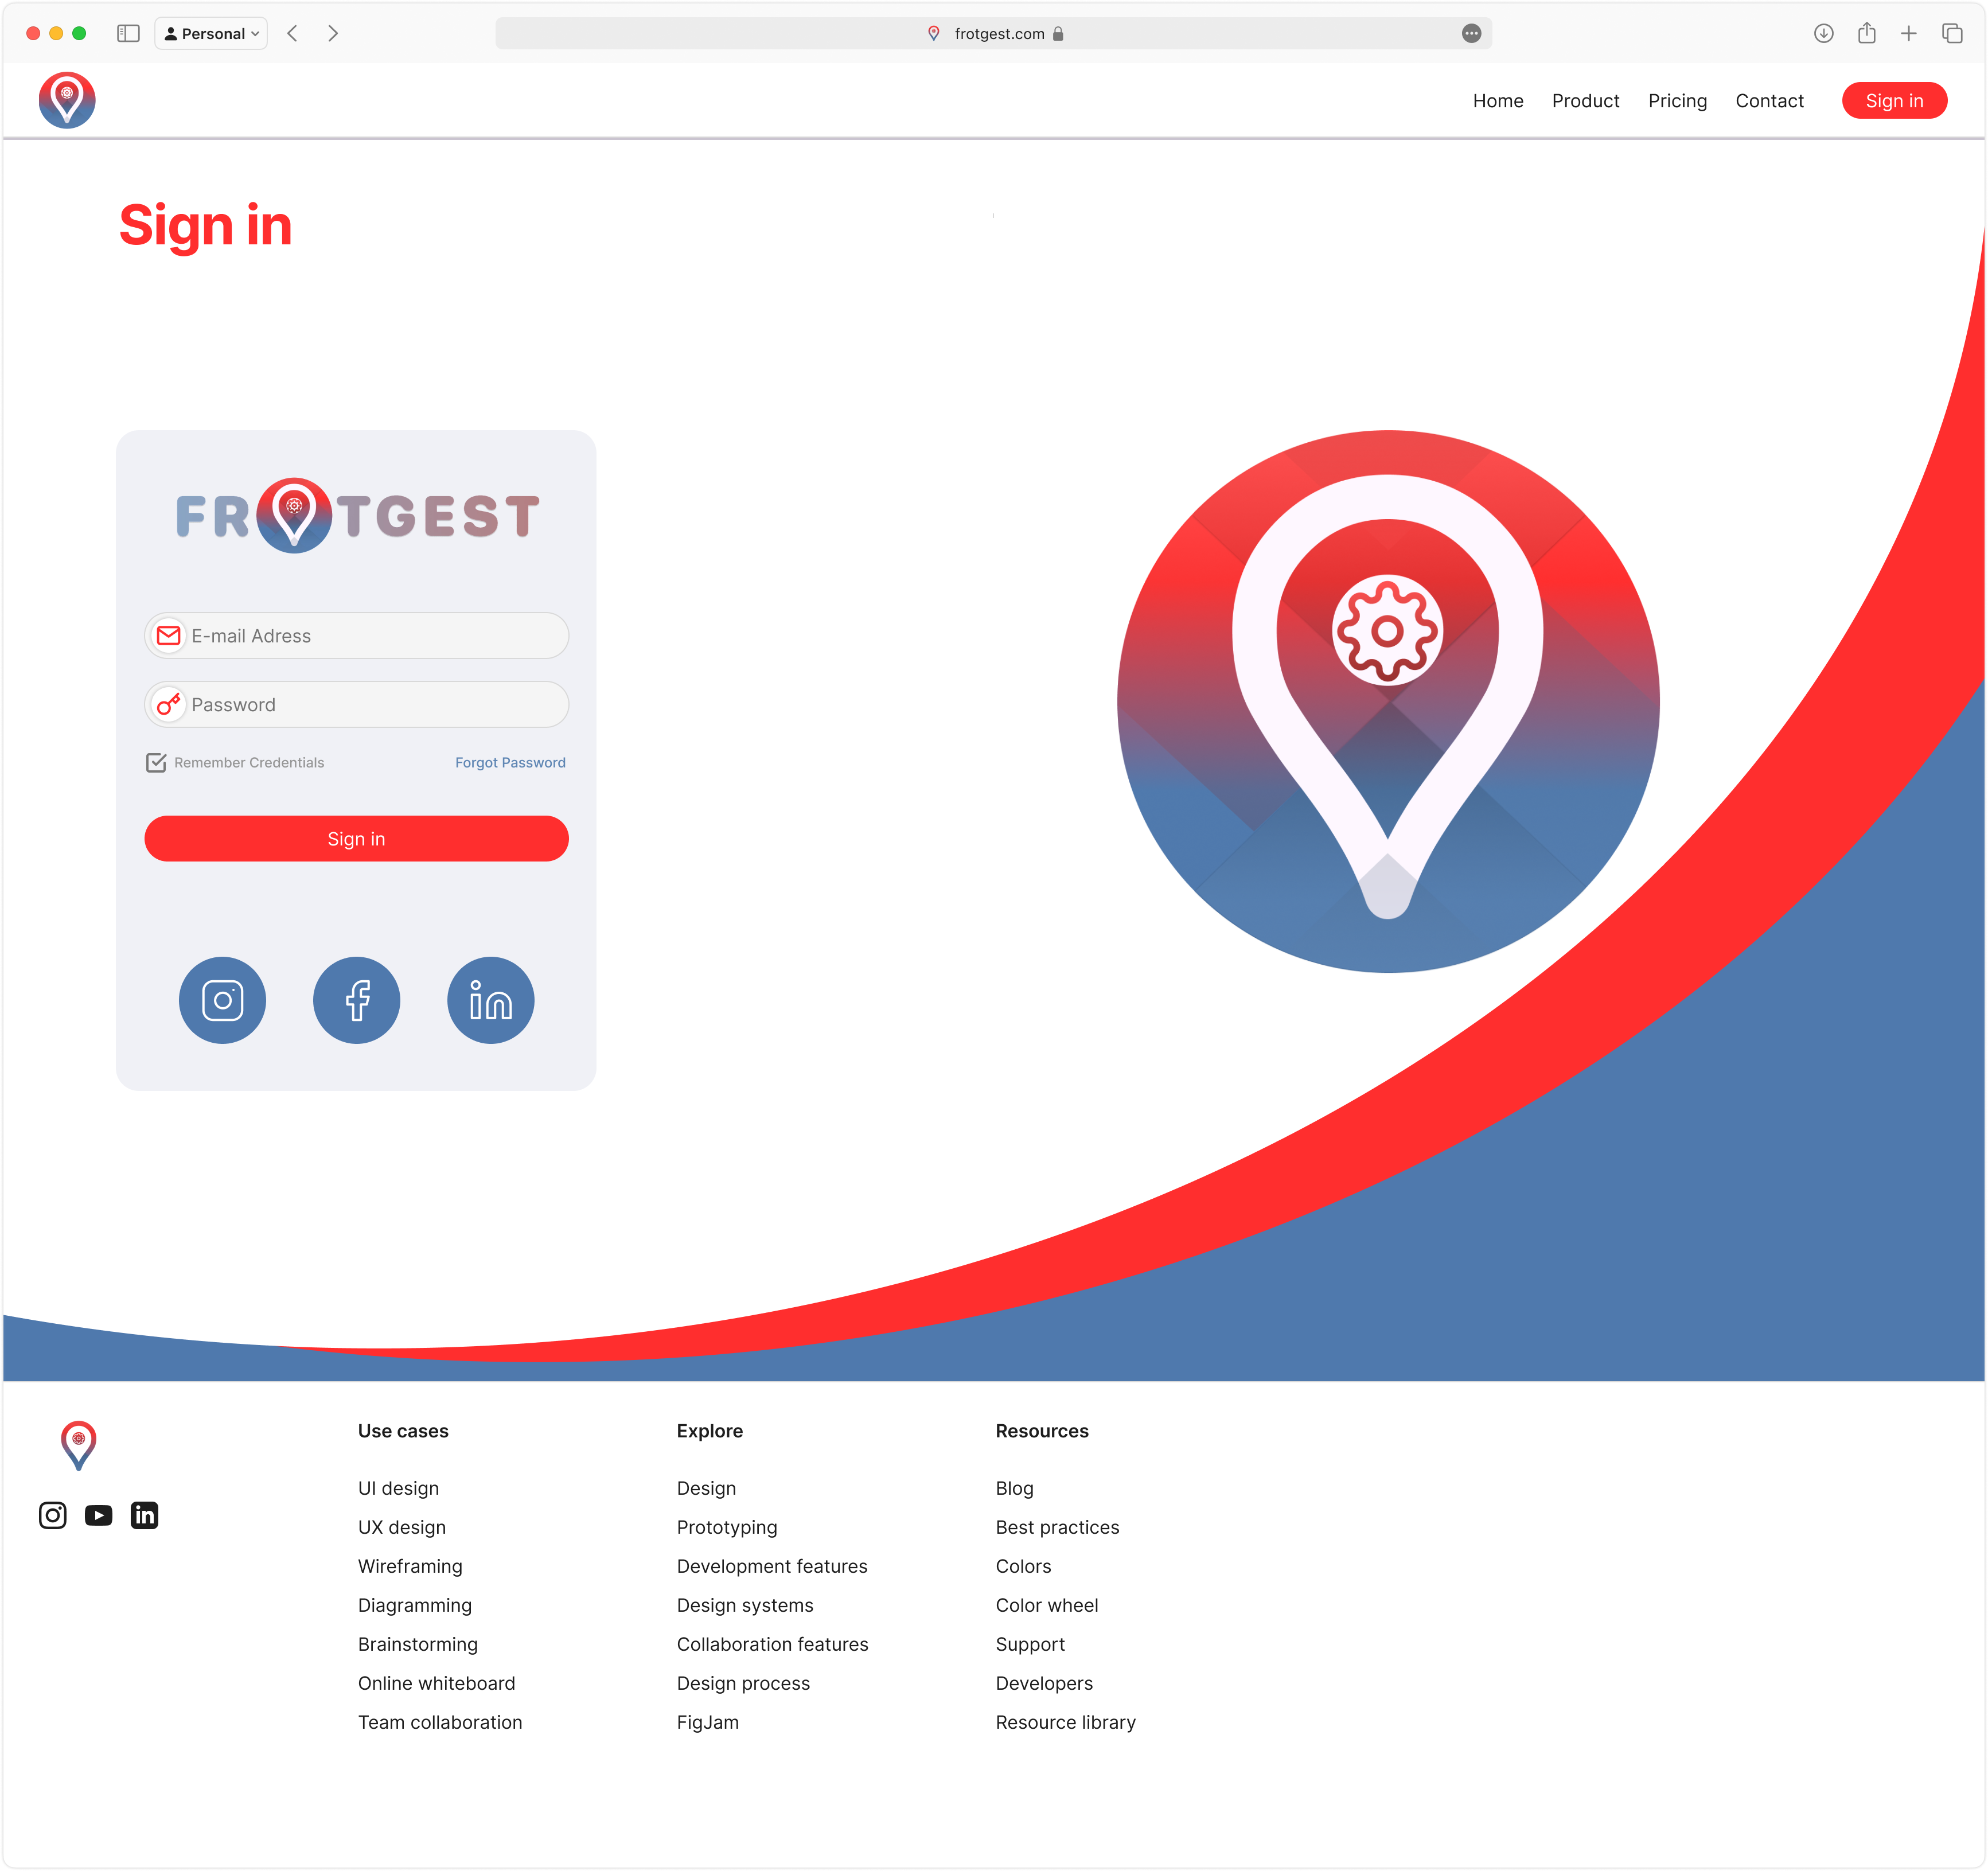 Personal
frotgest.com
Home Product Pricing Contact Sign in
Sign in
FROTGEST
E-mail Adress
Password
Remember Credentials Forgot Password
Sign in
Use cases
UI design
UX design
Wireframing
Diagramming
Brainstorming
Online whiteboard
Team collaboration
Explore
Design
Prototyping
Development features
Design systems
Collaboration features
Design process
FigJam
Resources
Blog
Best practices
Colors
Color wheel
Support
Developers
Resource library